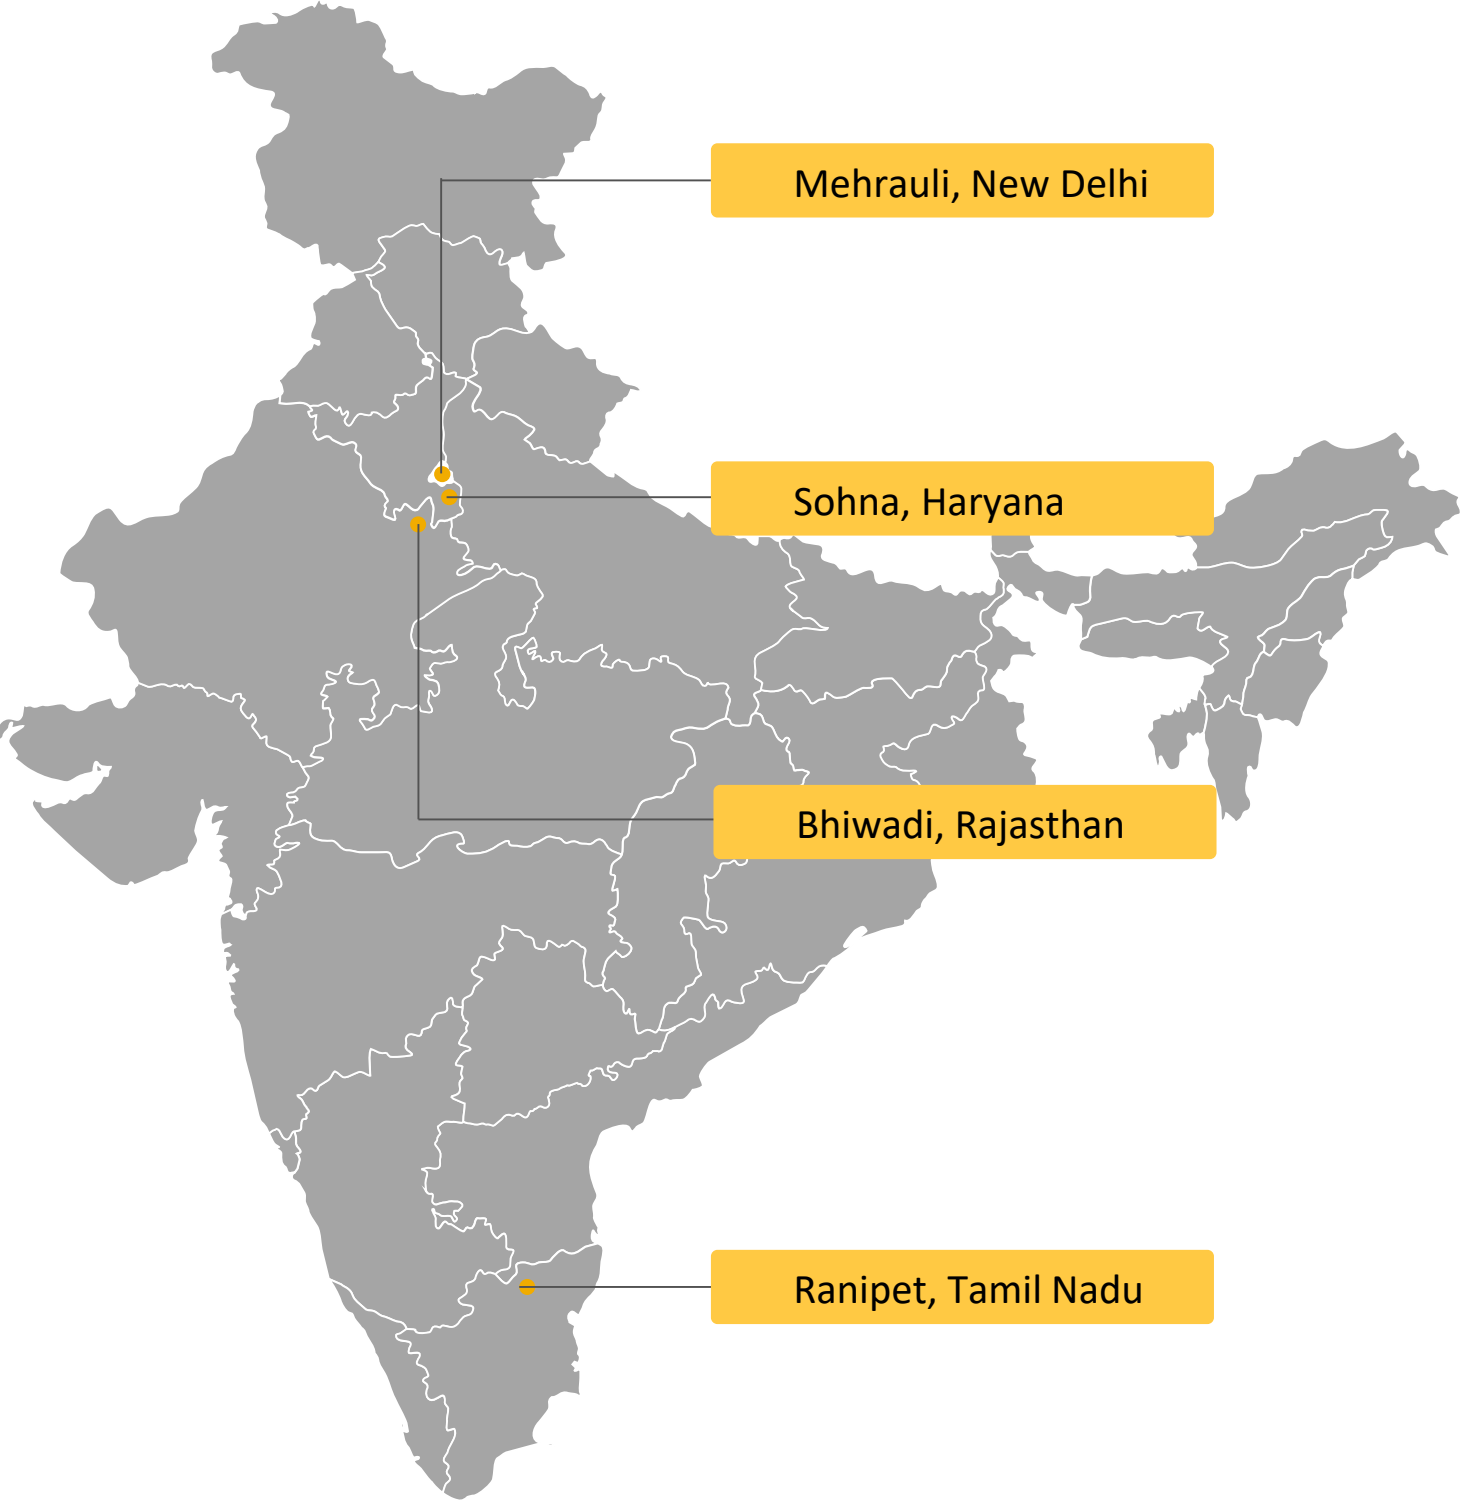 Mehrauli, New Delhi
Sohna, Haryana
Bhiwadi, Rajasthan
Ranipet, Tamil Nadu